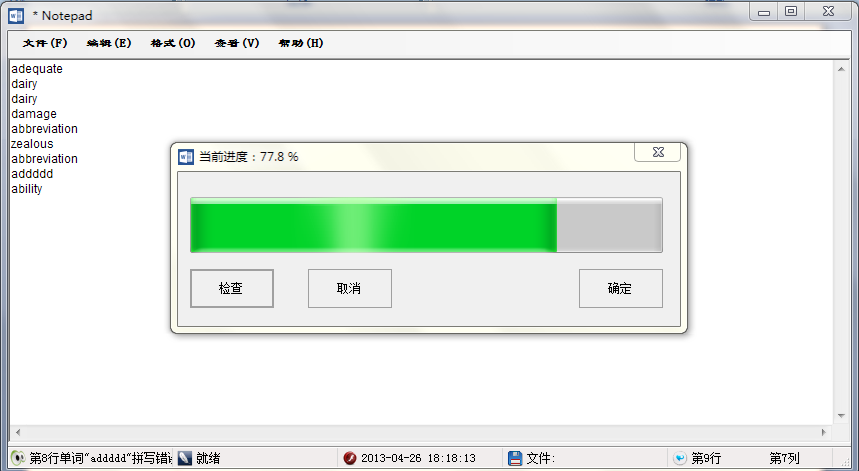 * Notepad
文件(F) 编辑(E) 格式(O) 查看(V) 帮助(H)
adequate
dairy
dairy
damage
abbreviation
zealous
abbreviation
addddd
ability
当前进度：77.8 %
检查 取消 确定
第8行单词“addddd”拼写错误 就绪 2013-04-26 18:18:13 文件: 第9行 第7列